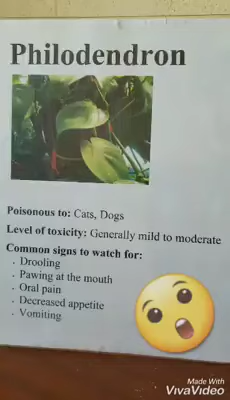 Philodendron
Poisonous to: Cats, Dogs
Level of toxicity: Generally mild to moderate
Common signs to watch for:
· Drooling
· Pawing at the mouth
· Oral pain
· Decreased appetite
· Vomiting
Made With
VivaVideo